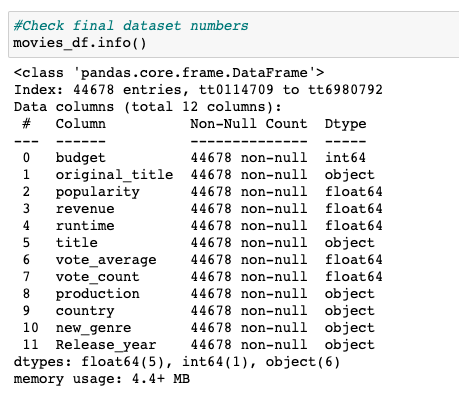 #Check final dataset numbers
movies_df.info()
<class 'pandas.core.frame.DataFrame'>
Index: 44678 entries, tt0114709 to tt6980792
Data columns (total 12 columns):
 #   Column          Non-Null Count  Dtype
---  ------          --------------  -----
 0   budget          44678 non-null  int64
 1   original_title  44678 non-null  object
 2   popularity      44678 non-null  float64
 3   revenue         44678 non-null  float64
 4   runtime         44678 non-null  float64
 5   title           44678 non-null  object
 6   vote_average    44678 non-null  float64
 7   vote_count      44678 non-null  float64
 8   production      44678 non-null  object
 9   country         44678 non-null  object
 10  new_genre       44678 non-null  object
 11  Release_year    44678 non-null  object
dtypes: float64(5), int64(1), object(6)
memory usage: 4.4+ MB